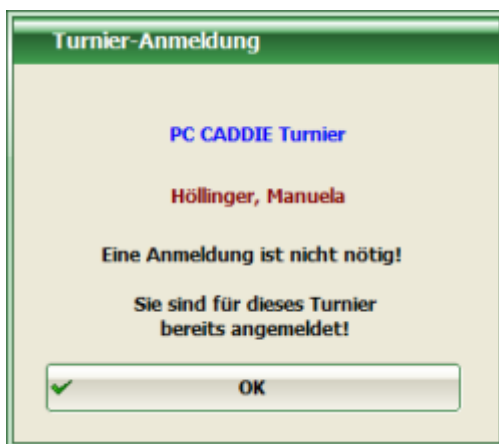 Turnier-Anmeldung
PC CADDIE Turnier
Höllinger, Manuela
Eine Anmeldung ist nicht nötig!
Sie sind für dieses Turnier
bereits angemeldet!
OK